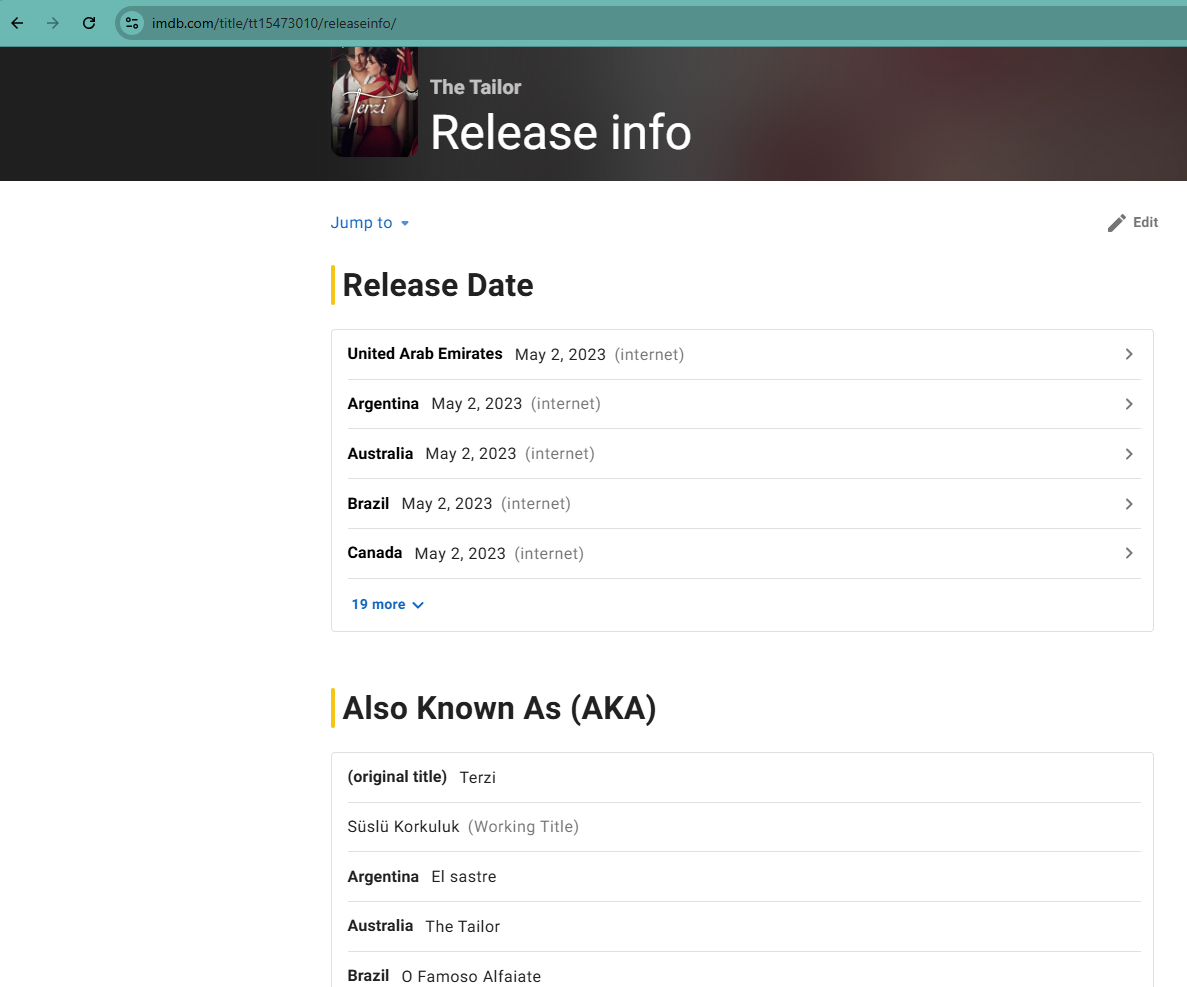 imdb.com/title/tt15473010/releaseinfo/
Terzi
The Tailor
Release info
Jump to
Edit
Release Date
United Arab Emirates May 2, 2023 (internet)
Argentina May 2, 2023 (internet)
Australia May 2, 2023 (internet)
Brazil May 2, 2023 (internet)
Canada May 2, 2023 (internet)
19 more
Also Known As (AKA)
(original title) Terzi
Süslü Korkuluk (Working Title)
Argentina El sastre
Australia The Tailor
Brazil O Famoso Alfaiate